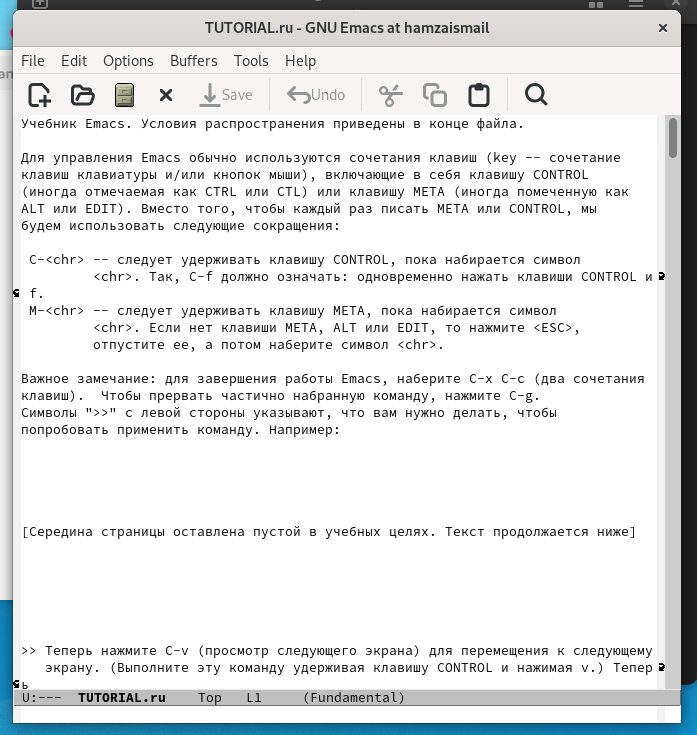 TUTORIAL.ru - GNU Emacs at hamzaismail
File Edit Options Buffers Tools Help
Save Undo
Учебник Emacs. Условия распространения приведены в конце файла.
Для управления Emacs обычно используются сочетания клавиш (key -- сочетание
клавиш клавиатуры и/или кнопок мыши), включающие в себя клавишу CONTROL
(иногда отмечаемая как CTRL или CTL) или клавишу META (иногда помеченную как
ALT или EDIT). Вместо того, чтобы каждый раз писать META или CONTROL, мы
будем использовать следующие сокращения:
C-<chr> -- следует удерживать клавишу CONTROL, пока набирается символ
<chr>. Так, C-f должно означать: одновременно нажать клавиши CONTROL и
f.
M-<chr> -- следует удерживать клавишу META, пока набирается символ
<chr>. Если нет клавиши META, ALT или EDIT, то нажмите <ESC>,
отпустите ее, а потом наберите символ <chr>.
Важное замечание: для завершения работы Emacs, наберите C-x C-c (два сочетания
клавиш).  Чтобы прервать частично набранную команду, нажмите C-g.
Символы ">>" с левой стороны указывают, что вам нужно делать, чтобы
попробовать применить команду. Например:
[Середина страницы оставлена пустой в учебных целях. Текст продолжается ниже]
>> Теперь нажмите C-v (просмотр следующего экрана) для перемещения к следующему
экрану. (Выполните эту команду удерживая клавишу CONTROL и нажимая v.) Тепер
ь
U:--- TUTORIAL.ru Top L1 (Fundamental)